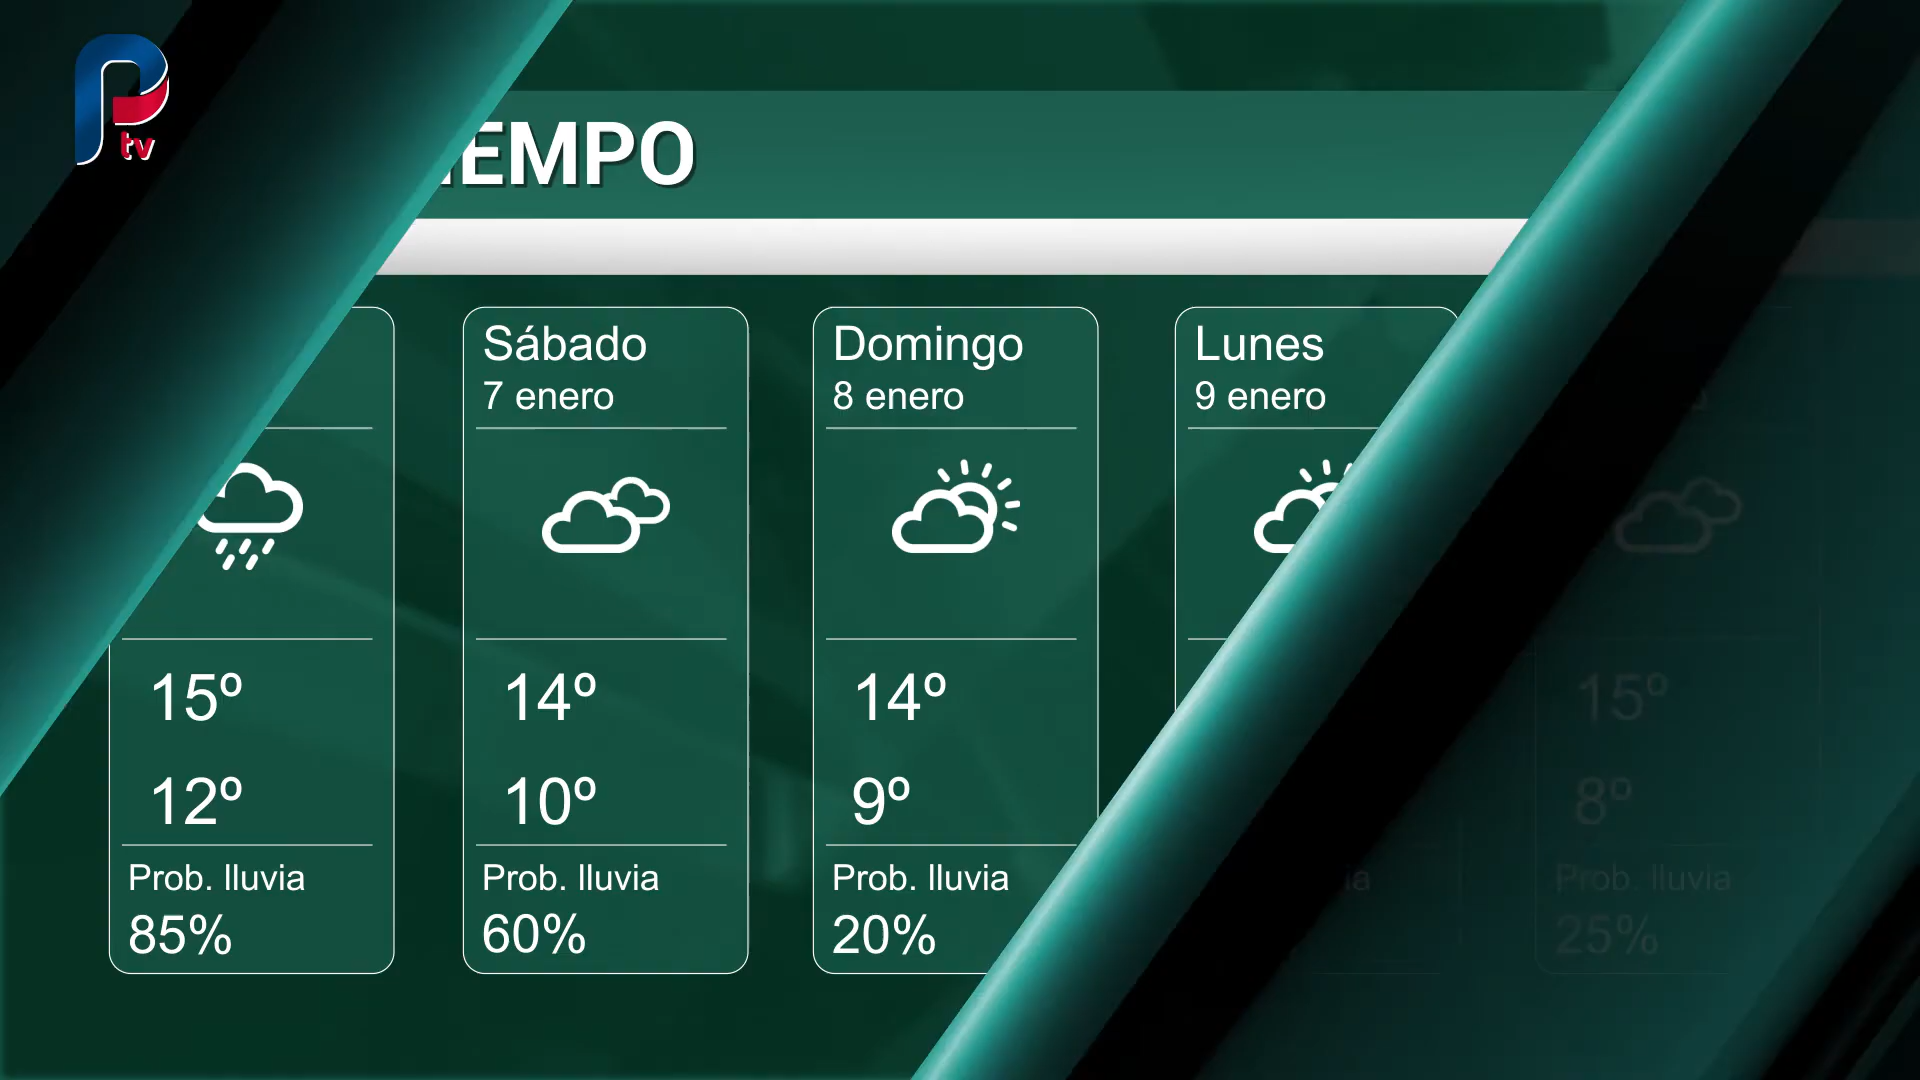 tv
EMPO
Sábado
7 enero
Domingo
8 enero
Lunes
9 enero
15º
12º
Prob. lluvia
85%
14º
10º
Prob. lluvia
60%
14º
9º
Prob. lluvia
20%
15º
8º
Prob. lluvia
25%